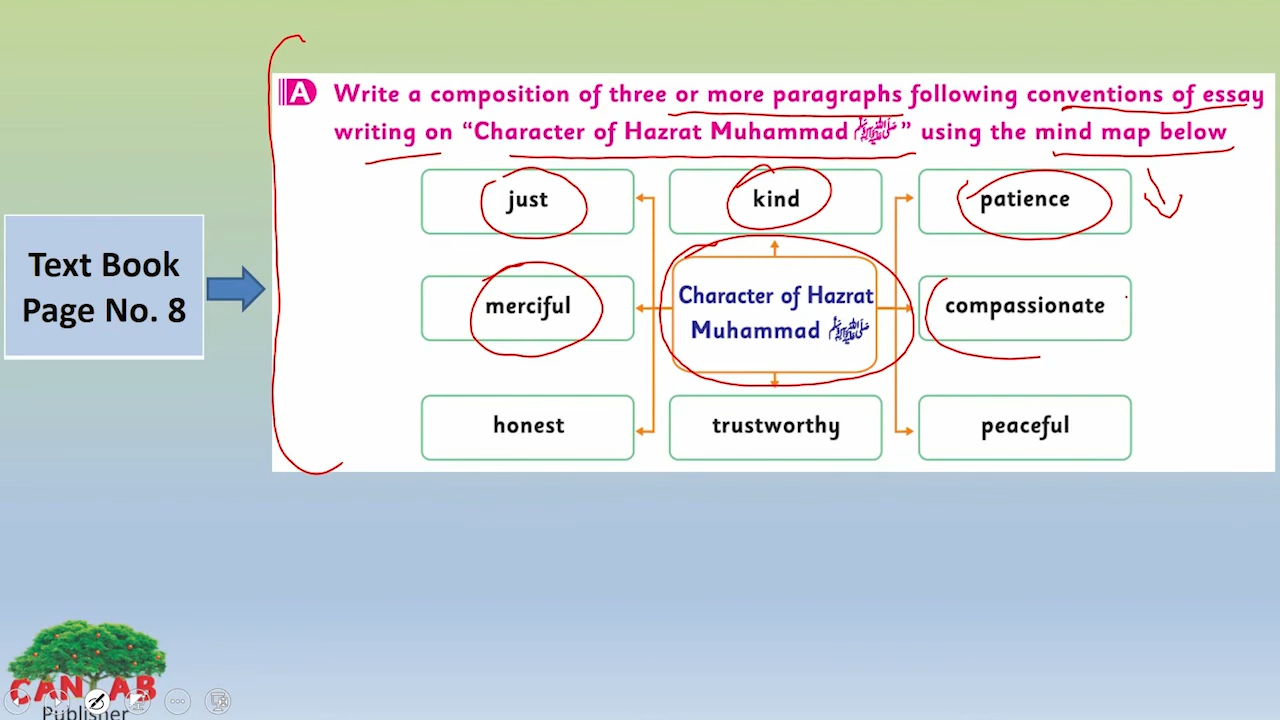 A Write a composition of three or more paragraphs following conventions of essay
writing on “Character of Hazrat Muhammad ﷺ” using the mind map below
just
kind
patience
Text Book
Page No. 8
merciful
Character of Hazrat
Muhammad ﷺ
compassionate
honest
trustworthy
peaceful
CANTAB
Publisher